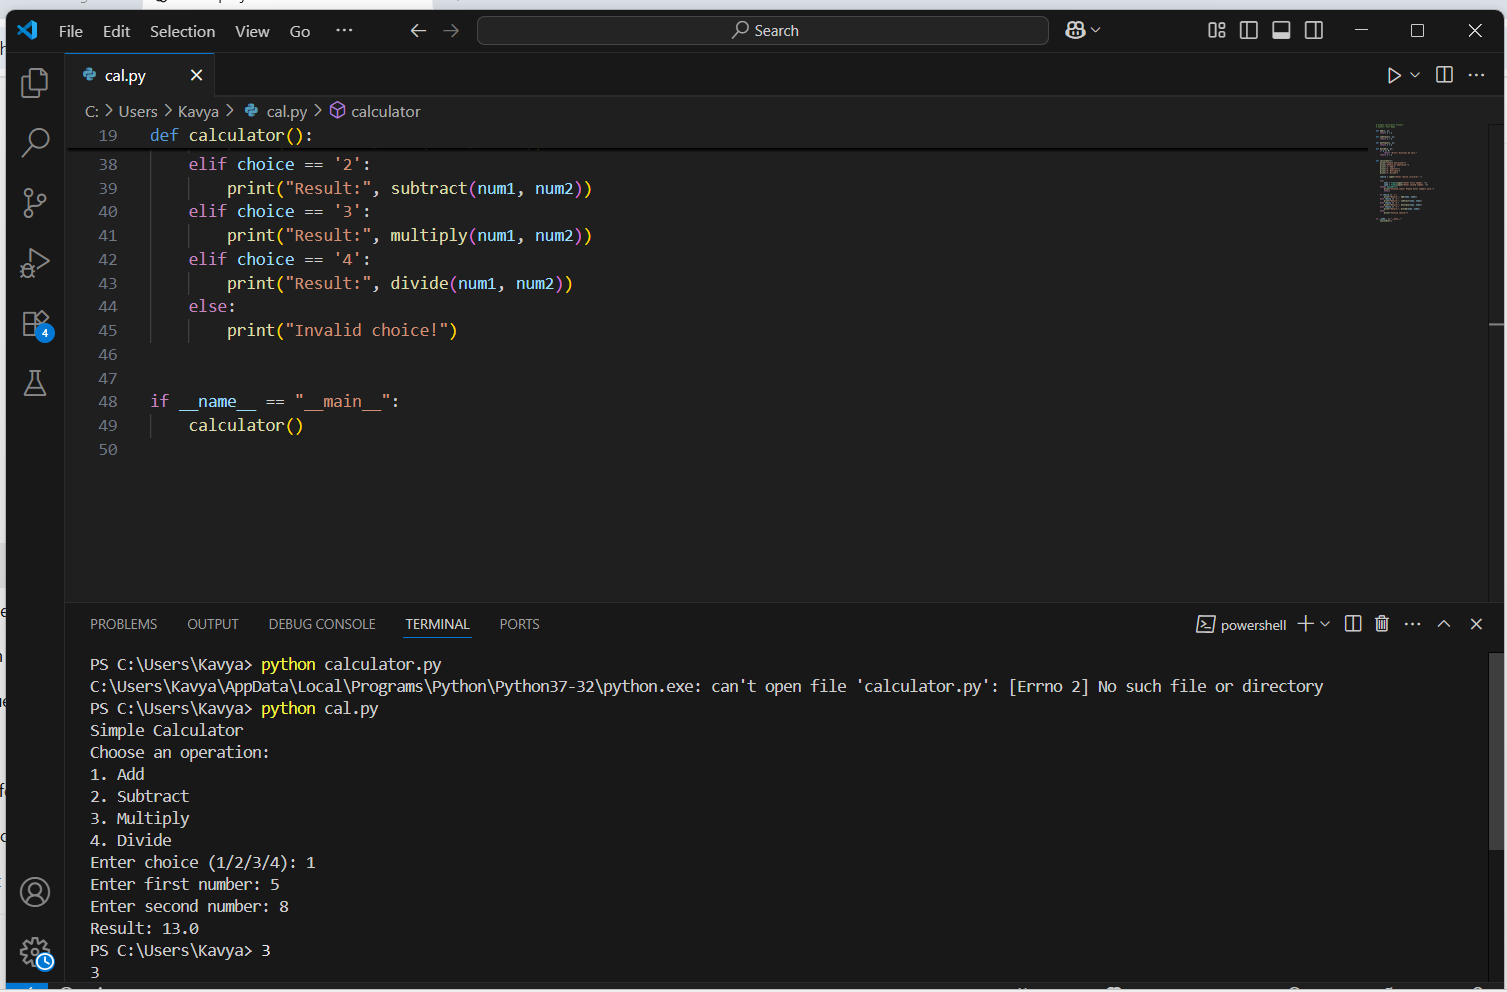 File Edit Selection View Go ··· Search
cal.py
C: > Users > Kavya > cal.py > calculator
19 def calculator():
38 elif choice == '2':
39 print("Result:", subtract(num1, num2))
40 elif choice == '3':
41 print("Result:", multiply(num1, num2))
42 elif choice == '4':
43 print("Result:", divide(num1, num2))
44 else:
45 print("Invalid choice!")
46
47
48 if __name__ == "__main__":
49 calculator()
50
4
PROBLEMS OUTPUT DEBUG CONSOLE TERMINAL PORTS powershell
PS C:\Users\Kavya> python calculator.py
C:\Users\Kavya\AppData\Local\Programs\Python\Python37-32\python.exe: can't open file 'calculator.py': [Errno 2] No such file or directory
PS C:\Users\Kavya> python cal.py
Simple Calculator
Choose an operation:
1. Add
2. Subtract
3. Multiply
4. Divide
Enter choice (1/2/3/4): 1
Enter first number: 5
Enter second number: 8
Result: 13.0
PS C:\Users\Kavya> 3
3